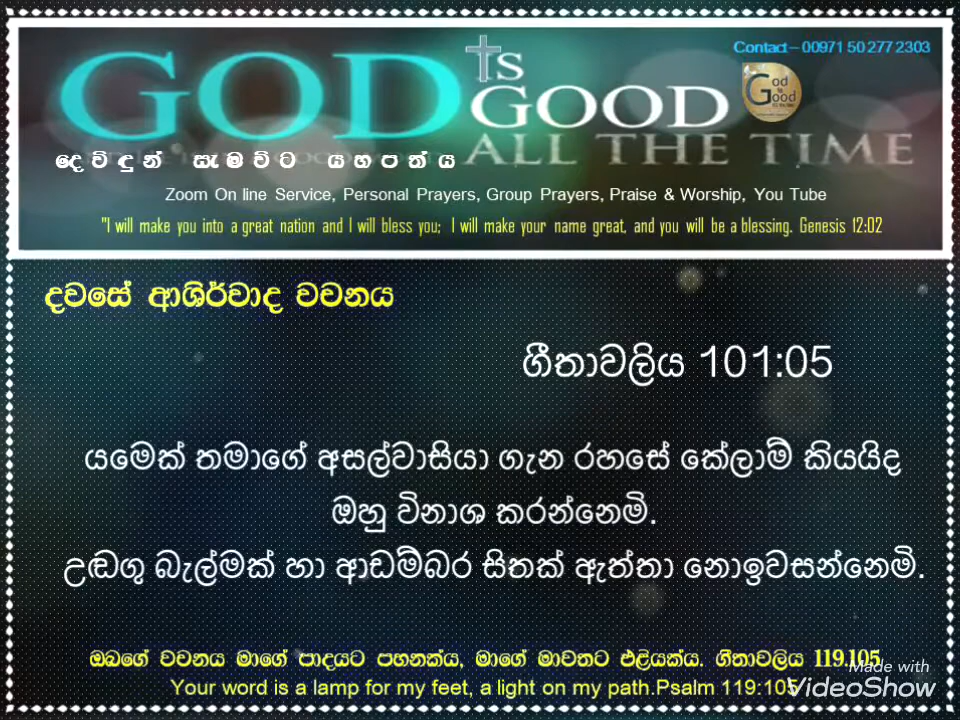 Contact – 00971 50 277 2303
GOD IS GOOD
ALL THE TIME
God is Good
දෙවිඳුන් සැමවිට යහපත්ය
Zoom On line Service, Personal Prayers, Group Prayers, Praise & Worship, You Tube
"I will make you into a great nation and I will bless you; I will make your name great, and you will be a blessing. Genesis 12:02
දවසේ ආශිර්වාද වචනය
ගීතාවලිය 101:05
යමෙක් තමාගේ අසල්වාසියා ගැන රහසේ කේලාම් කියයිද
ඔහු විනාශ කරන්නෙමි.
උඬඟු බැල්මක් හා ආඩම්බර සිතක් ඇත්තා නොඉවසන්නෙමි.
ඔබගේ වචනය මාගේ පාදයට පහනක්ය, මාගේ මාවතට එළියක්ය. ගීතාවලිය 119.105
Your word is a lamp for my feet, a light on my path.Psalm 119:105
Made with
VideoShow